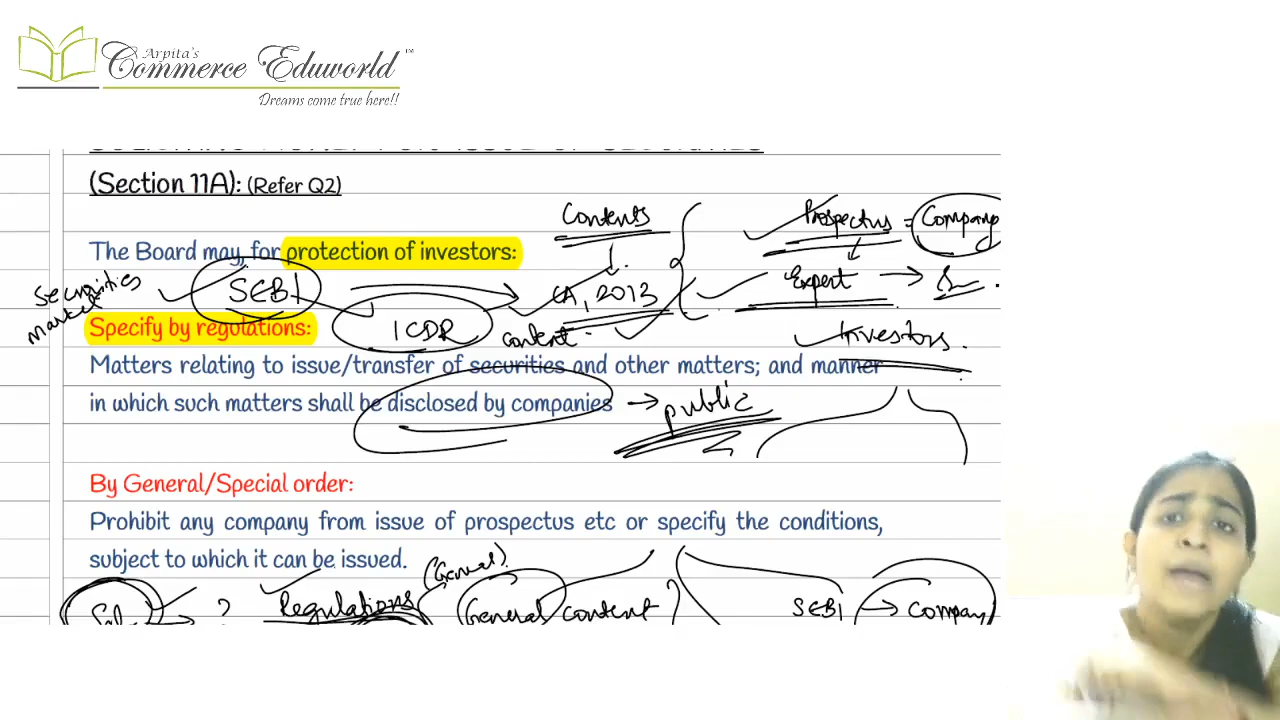 Arpita's
Commerce Eduworld
™
Dreams come true here!!
(Section 11A): (Refer Q2)
Contents
Prospectus = Company
The Board may, for protection of investors:
Securities
market
SEBI
CA, 2013
Expert
Specify by regulations:
ICDR
content
Investors
Matters relating to issue/transfer of securities and other matters; and manner
in which such matters shall be disclosed by companies
public
By General/Special order:
Prohibit any company from issue of prospectus etc or specify the conditions,
subject to which it can be issued.
(General)
? Regulations General content ? SEBI → Company